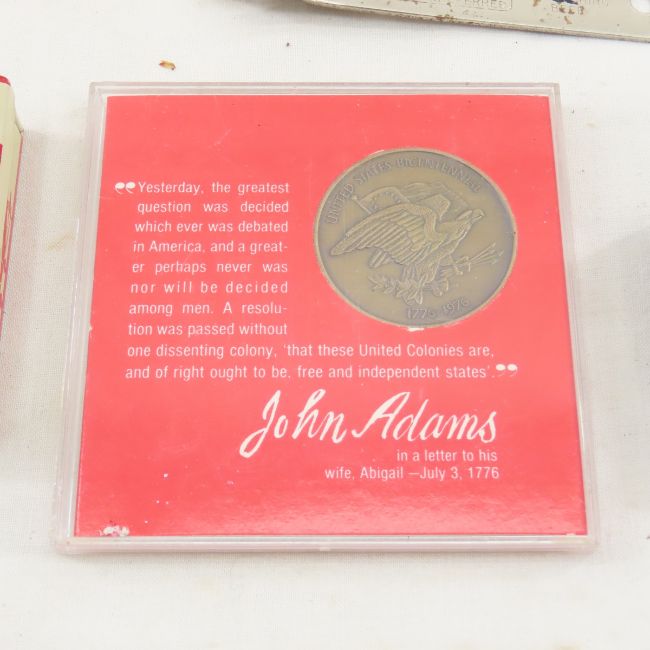 UNITED STATES BICENTENNIAL
1776·1976
❝Yesterday, the greatest
question was decided
which ever was debated
in America, and a great-
er perhaps never was
nor will be decided
among men. A resolu-
tion was passed without
one dissenting colony, 'that these United Colonies are,
and of right ought to be, free and independent states'.❞
John Adams
in a letter to his
wife, Abigail—July 3, 1776